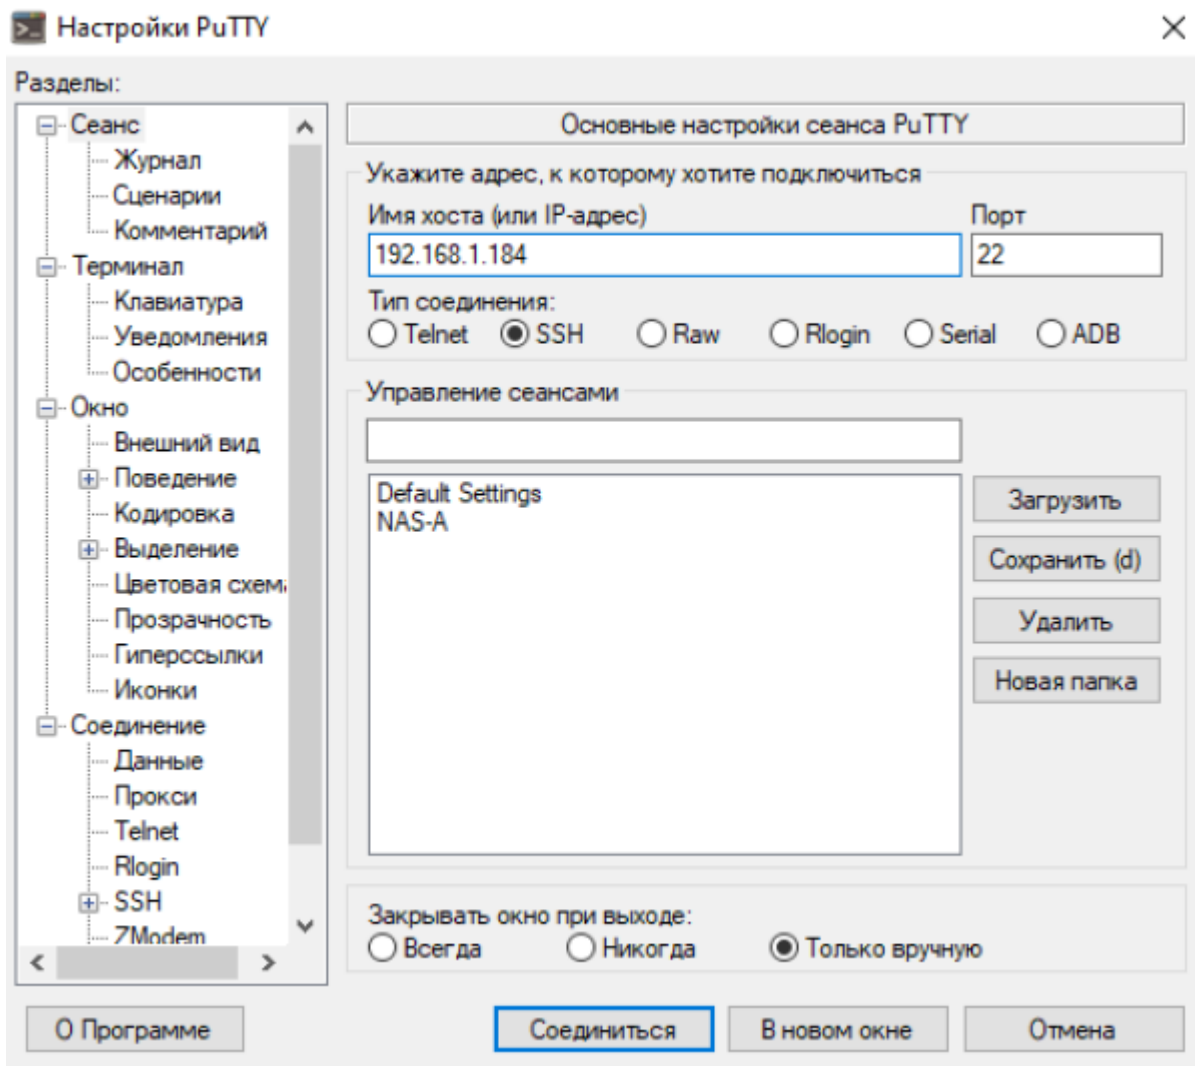 Настройки PuTTY
Разделы:
Сеанс
Журнал
Сценарии
Комментарий
Терминал
Клавиатура
Уведомления
Особенности
Окно
Внешний вид
Поведение
Кодировка
Выделение
Цветовая схема
Прозрачность
Гиперссылки
Иконки
Соединение
Данные
Прокси
Telnet
Rlogin
SSH
ZModem
Основные настройки сеанса PuTTY
Укажите адрес, к которому хотите подключиться
Имя хоста (или IP-адрес) Порт
192.168.1.184 22
Тип соединения:
Telnet SSH Raw Rlogin Serial ADB
Управление сеансами
Default Settings
NAS-A
Загрузить
Сохранить (d)
Удалить
Новая папка
Закрывать окно при выходе:
Всегда Никогда Только вручную
О Программе Соединиться В новом окне Отмена